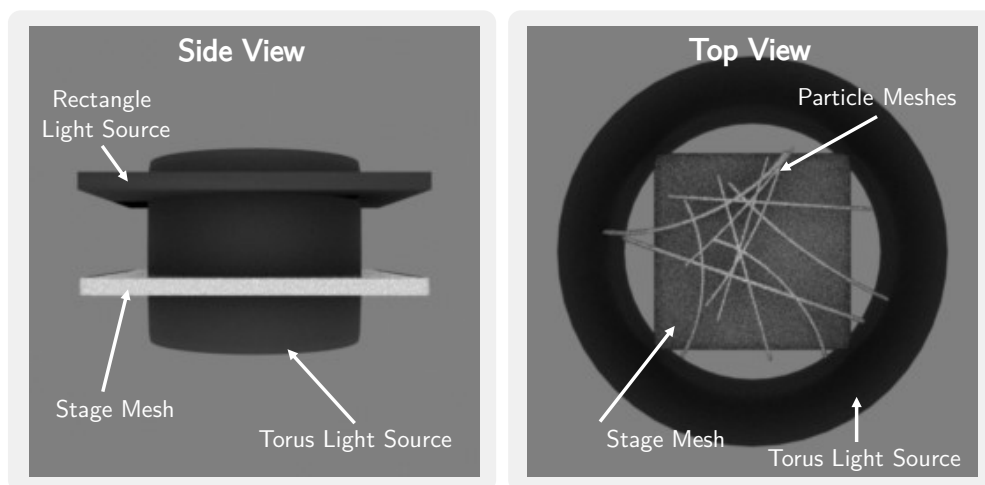 Side View
Rectangle
Light Source
Stage Mesh
Torus Light Source
Top View
Particle Meshes
Stage Mesh
Torus Light Source